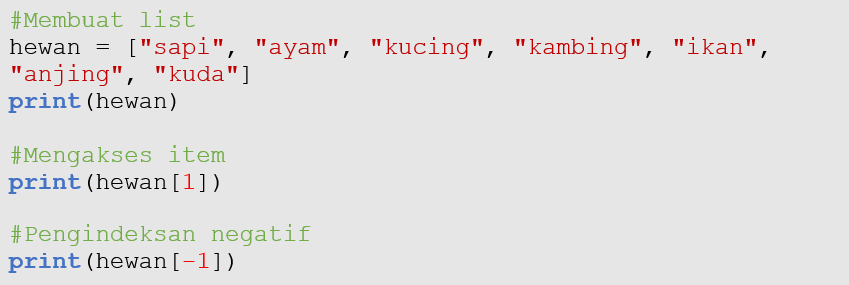 #Membuat list
hewan = ["sapi", "ayam", "kucing", "kambing", "ikan",
"anjing", "kuda"]
print(hewan)
#Mengakses item
print(hewan[1])
#Pengindeksan negatif
print(hewan[-1])